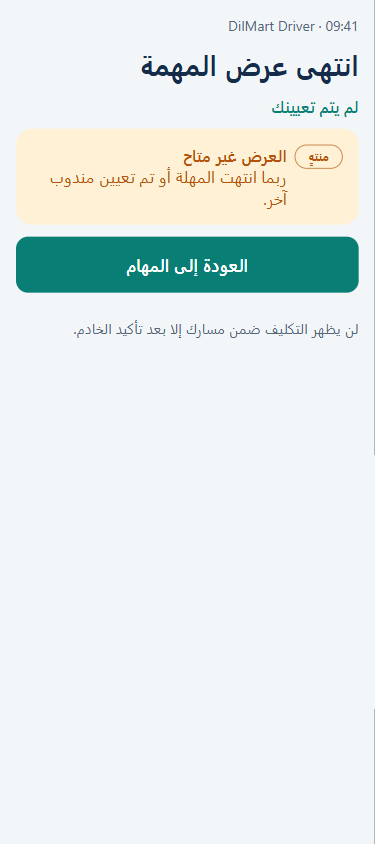 DilMart Driver · 09:41
انتهى عرض المهمة
لم يتم تعيينك
منتهٍ
العرض غير متاح
ربما انتهت المهلة أو تم تعيين مندوب
آخر.
العودة إلى المهام
لن يظهر التكليف ضمن مسارك إلا بعد تأكيد الخادم.